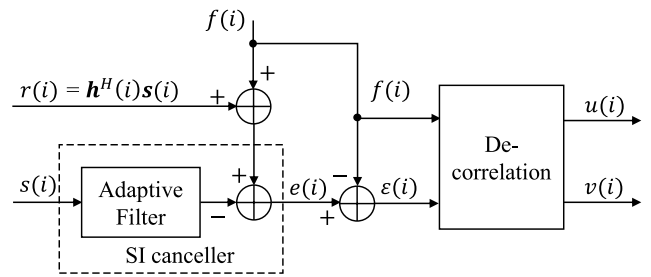 f(i)
r(i) = h^H(i)s(i)
+
+
f(i)
u(i)
De-
correlation
s(i)
Adaptive
Filter
+
−
e(i)
−
+
ε(i)
v(i)
SI canceller